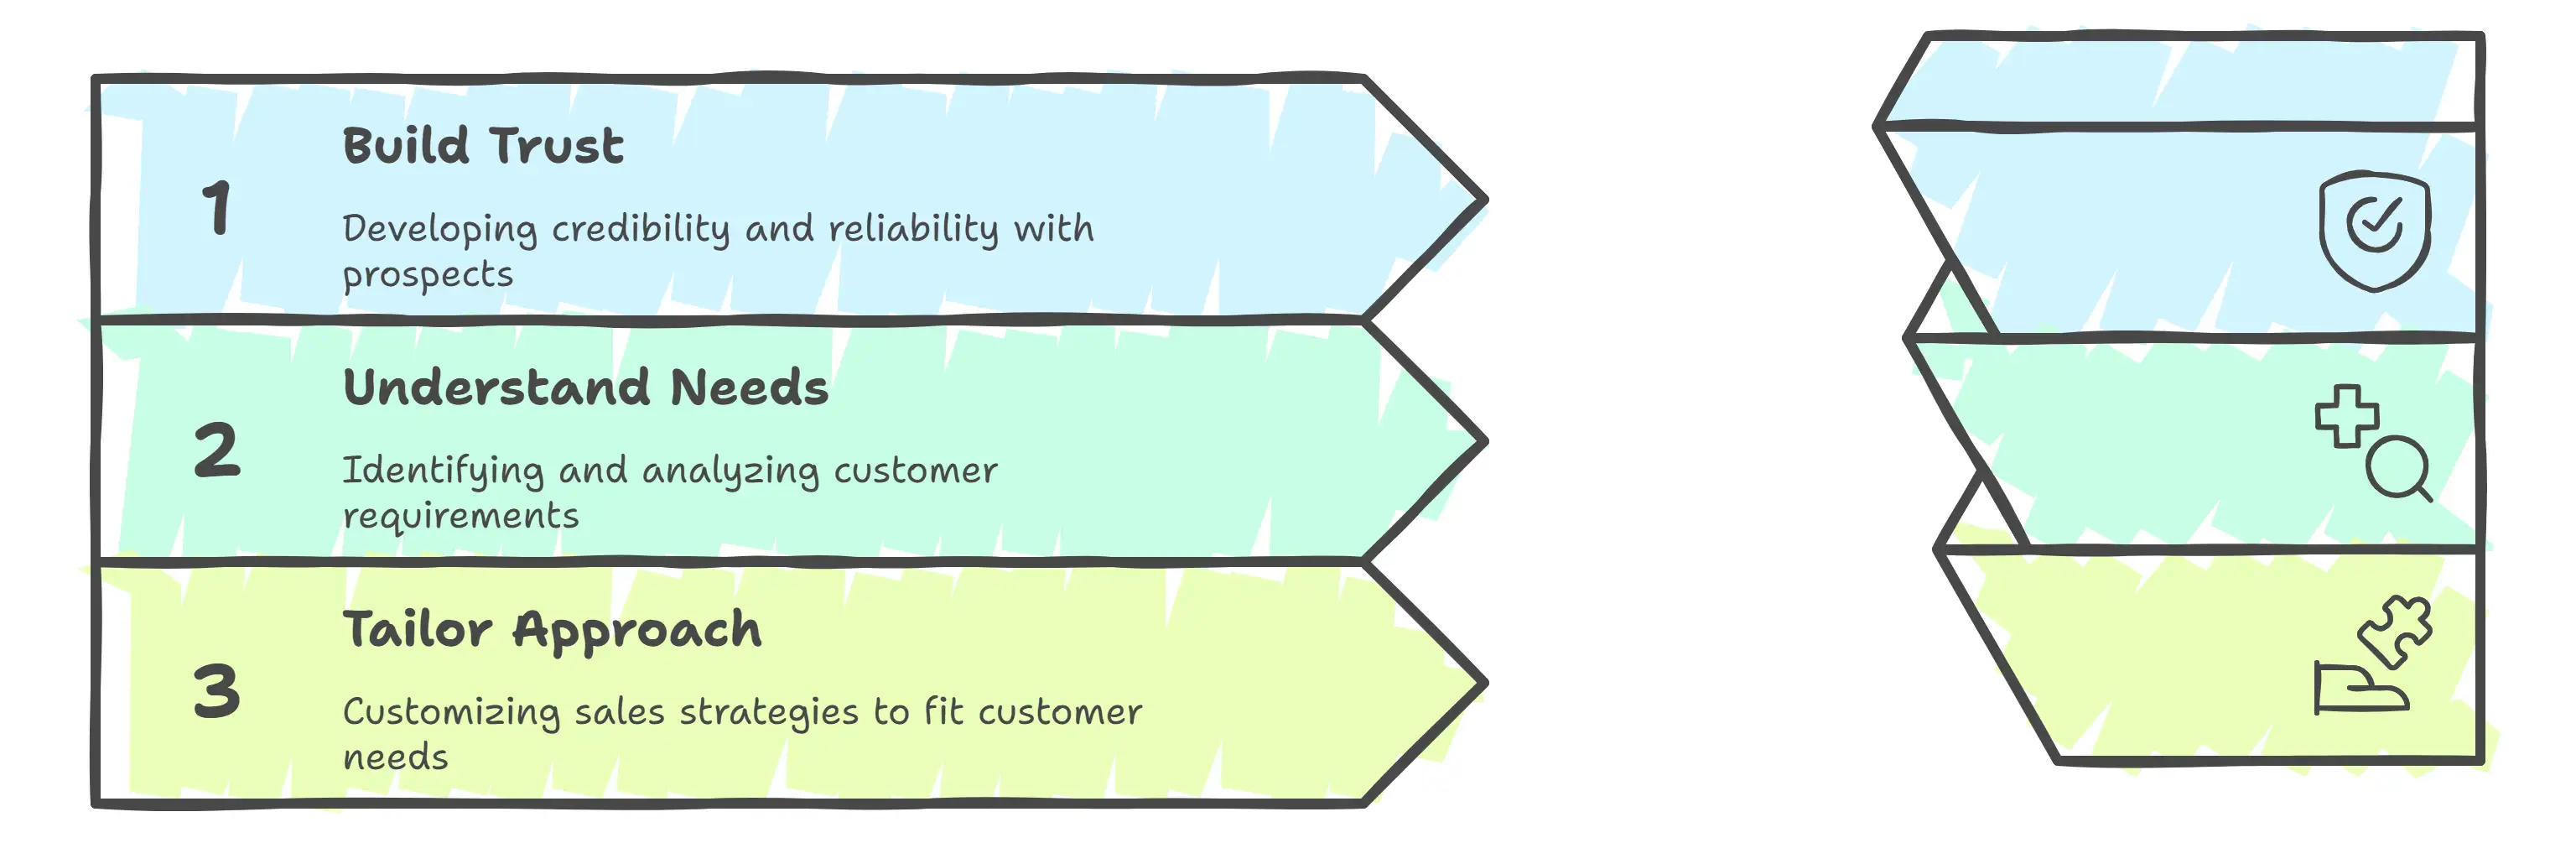 Build Trust
1
Developing credibility and reliability with
prospects
Understand Needs
2
Identifying and analyzing customer
requirements
Tailor Approach
3
Customizing sales strategies to fit customer
needs